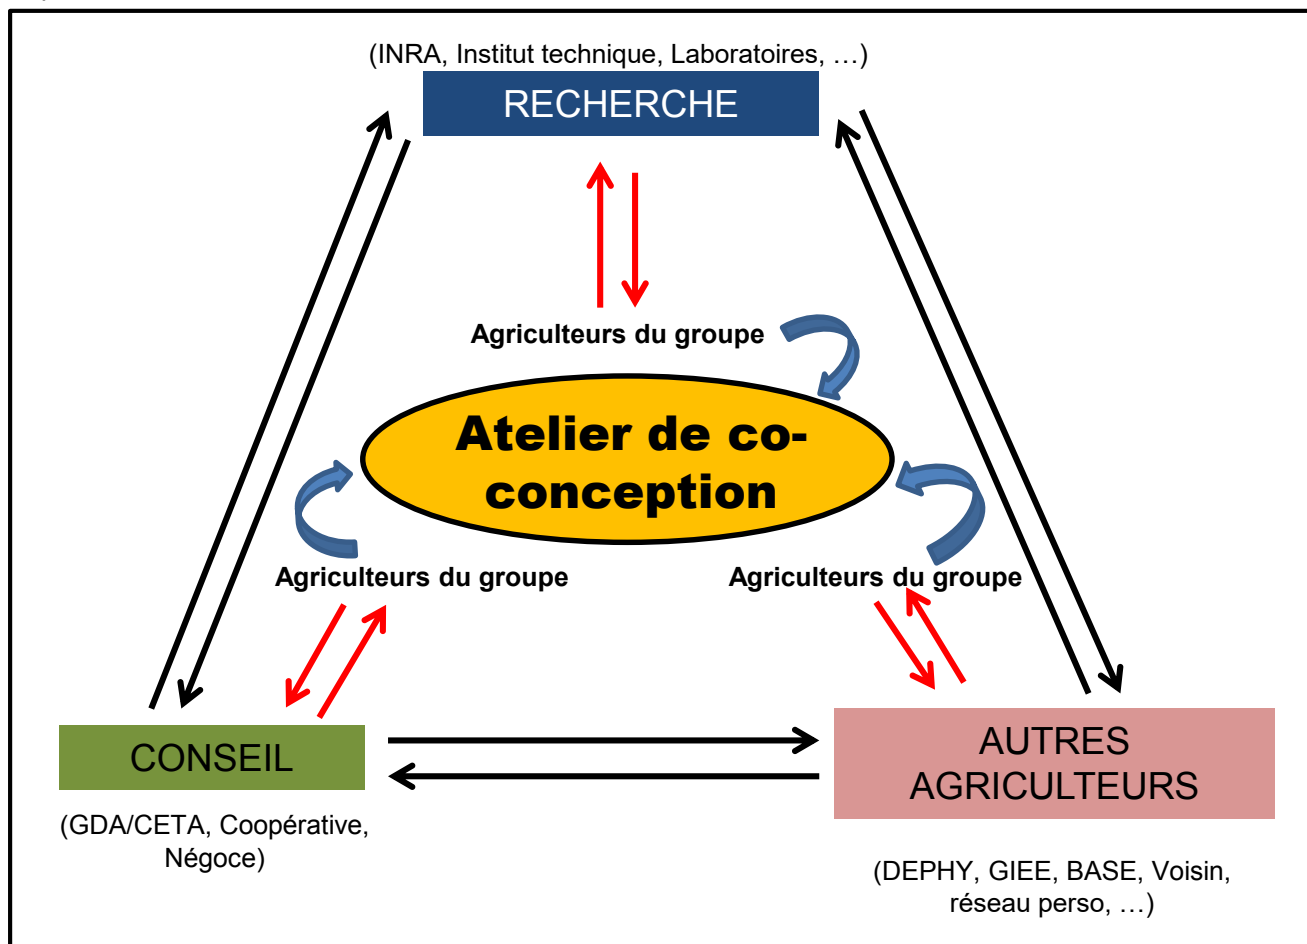 (INRA, Institut technique, Laboratoires, …)
RECHERCHE
Agriculteurs du groupe
Atelier de co-
conception
Agriculteurs du groupe
Agriculteurs du groupe
CONSEIL
(GDA/CETA, Coopérative,
Négoce)
AUTRES
AGRICULTEURS
(DEPHY, GIEE, BASE, Voisin,
réseau perso, …)